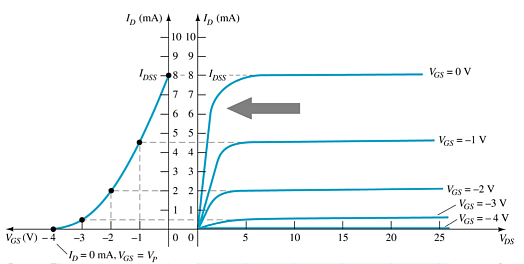 I_D (mA) I_D (mA)
10 10
9 9
I_DSS 8 8 I_DSS V_GS = 0 V
7 7
6 6
5 5
V_GS = −1 V
4 4
3 3
2 2 V_GS = −2 V
1 1 V_GS = −3 V
V_GS = −4 V
V_GS (V) −4 −3 −2 −1 0 0 5 10 15 20 25 V_DS
I_D = 0 mA, V_GS = V_P